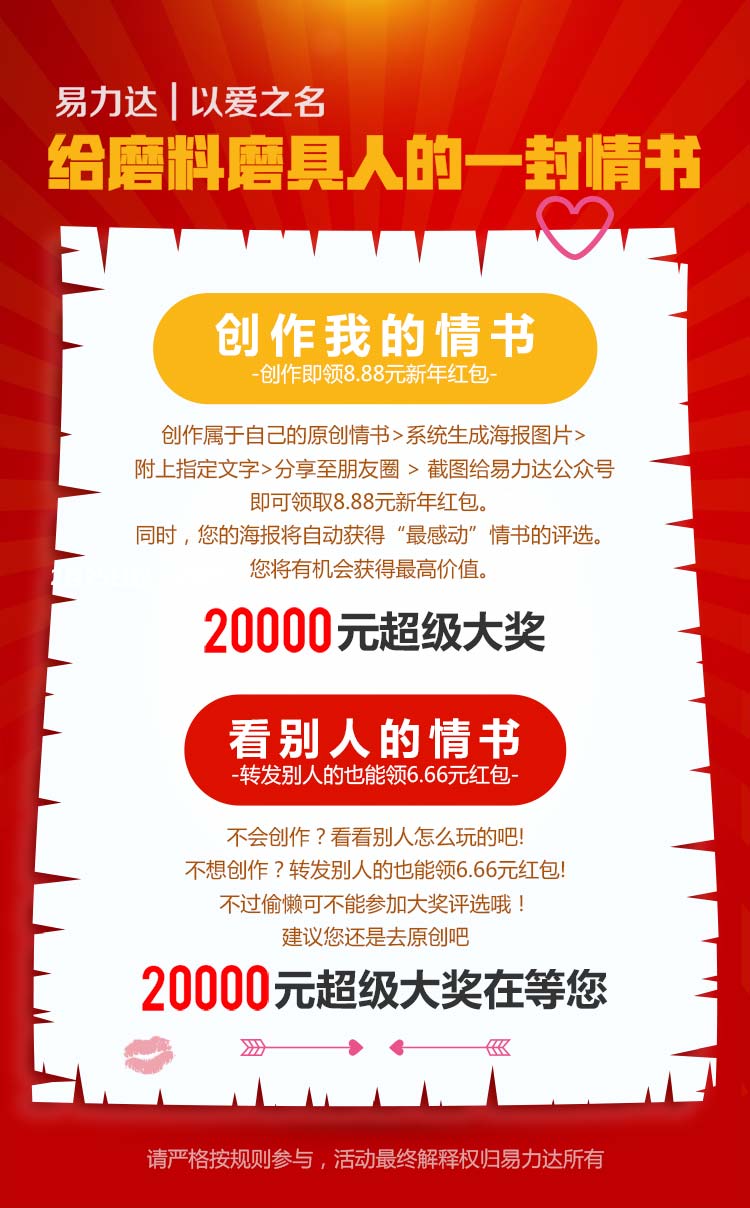 易力达|以爱之名
给磨料磨具人的一封情书
创作我的情书
-创作即领8.88元新年红包-
创作属于自己的原创情书>系统生成海报图片>
附上指定文字>分享至朋友圈 > 截图给易力达公众号
即可领取8.88元新年红包。
同时，您的海报将自动获得“最感动”情书的评选。
您将有机会获得最高价值。
20000元超级大奖
看别人的情书
-转发别人的也能领6.66元红包-
不会创作？看看别人怎么玩的吧!
不想创作？转发别人的也能领6.66元红包!
不过偷懒可不能参加大奖评选哦！
建议您还是去原创吧
20000元超级大奖在等您
请严格按规则参与，活动最终解释权归易力达所有